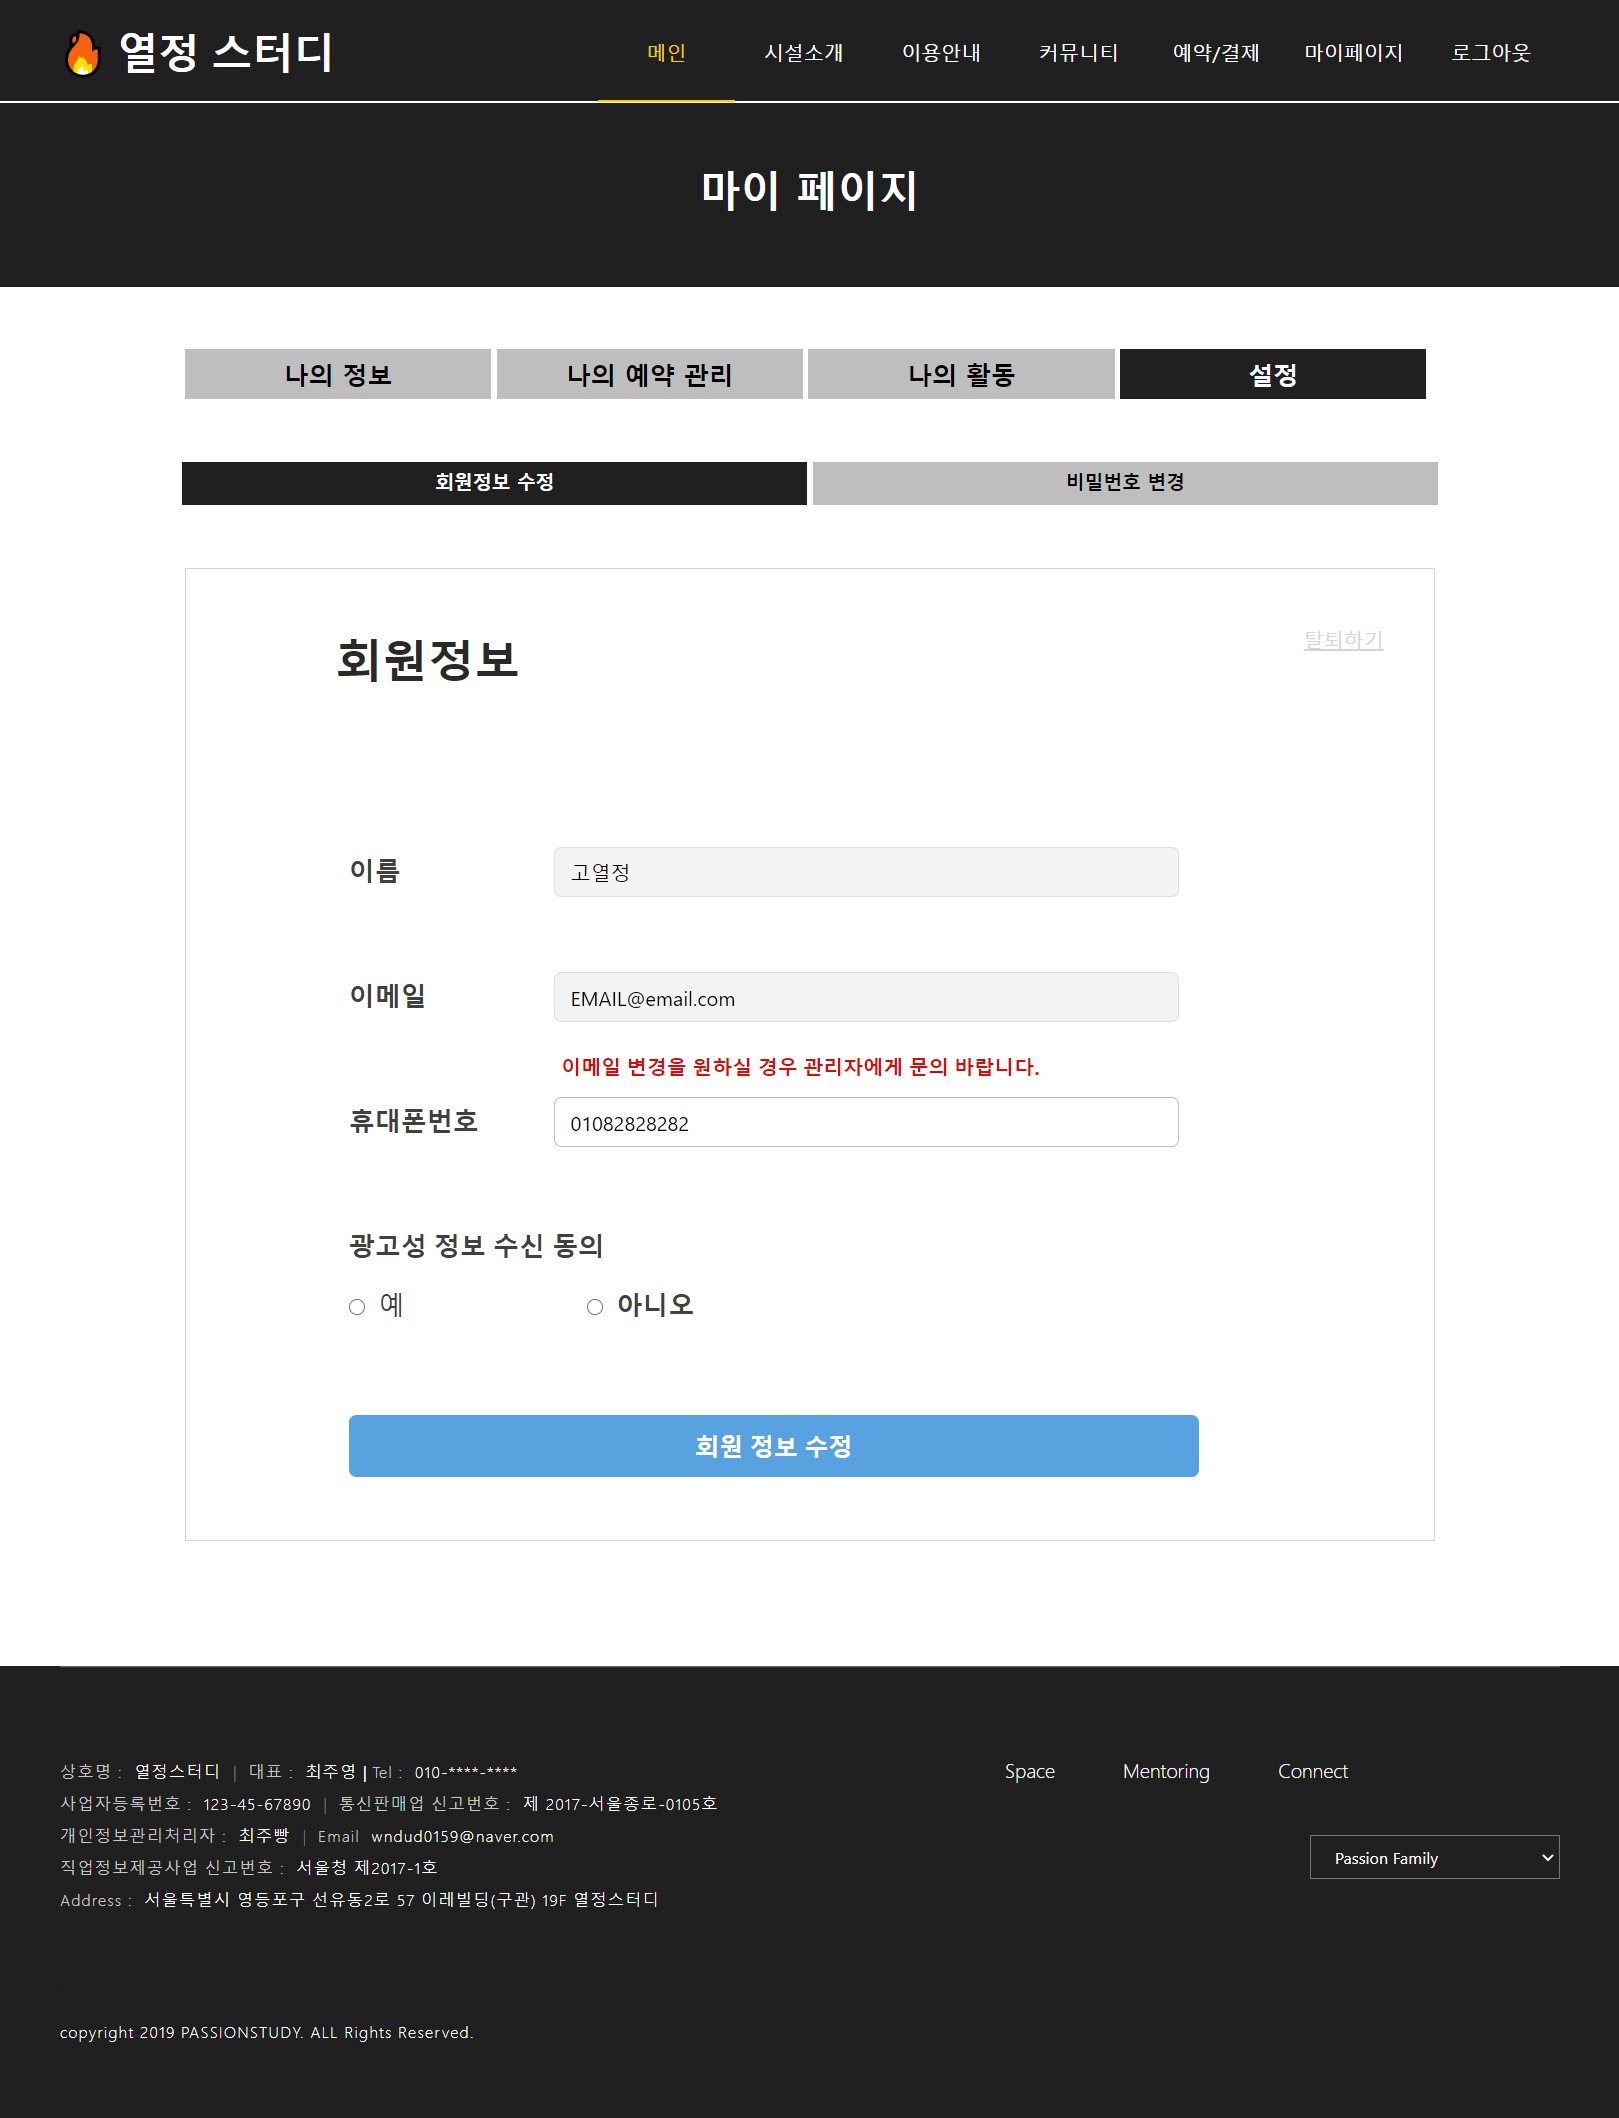 열정 스터디
메인 시설소개 이용안내 커뮤니티 예약/결제 마이페이지 로그아웃
마이 페이지
나의 정보 나의 예약 관리 나의 활동 설정
회원정보 수정 비밀번호 변경
회원정보
탈퇴하기
이름 고열정
이메일 EMAIL@email.com
이메일 변경을 원하실 경우 관리자에게 문의 바랍니다.
휴대폰번호 01082828282
광고성 정보 수신 동의
예 아니오
회원 정보 수정
상호명 : 열정스터디 | 대표 : 최주영 | Tel : 010-****-****
사업자등록번호 : 123-45-67890 | 통신판매업 신고번호 : 제 2017-서울종로-0105호
개인정보관리처리자 : 최주빵 | Email wndud0159@naver.com
직업정보제공사업 신고번호 : 서울청 제2017-1호
Address : 서울특별시 영등포구 선유동2로 57 이레빌딩(구관) 19F 열정스터디
Space Mentoring Connect
Passion Family
copyright 2019 PASSIONSTUDY. ALL Rights Reserved.